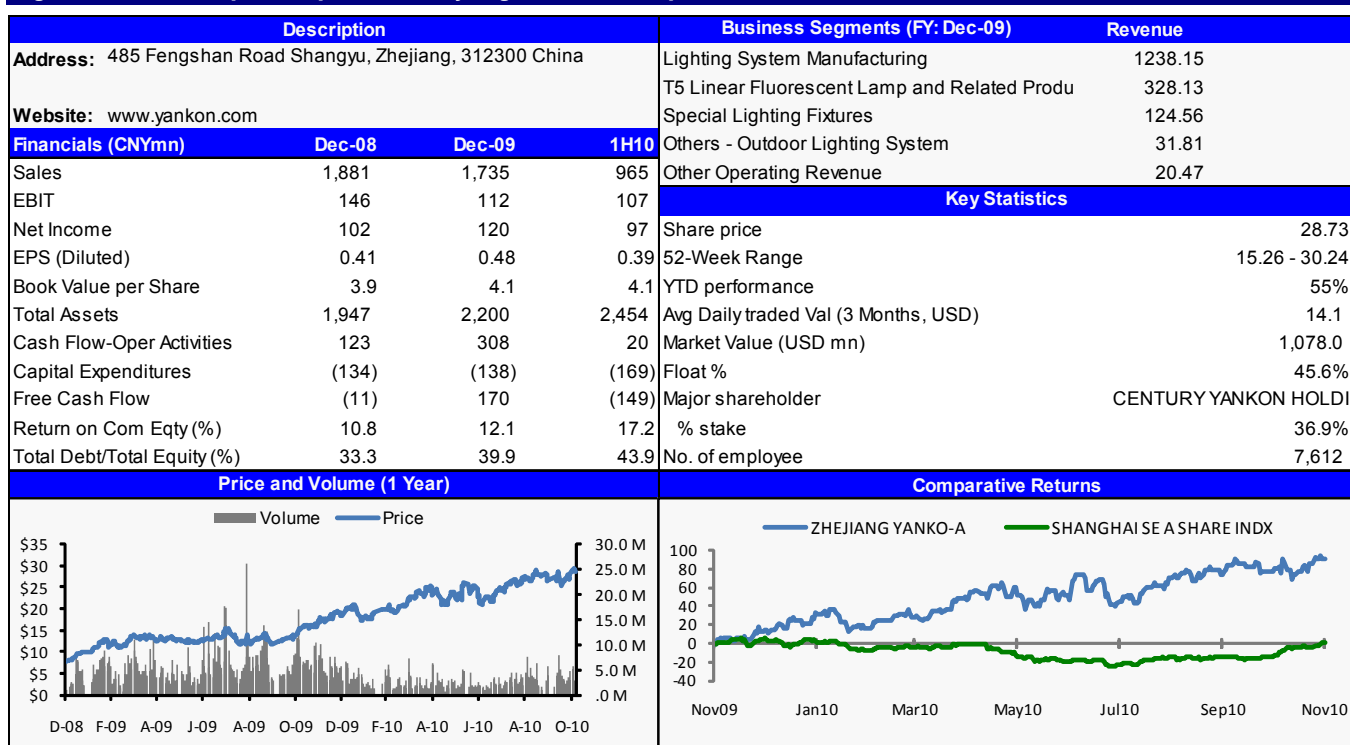 Description
Address: 485 Fengshan Road Shangyu, Zhejiang, 312300 China
Website: www.yankon.com
Financials (CNYmn) Dec-08 Dec-09 1H10
Sales 1,881 1,735 965
EBIT 146 112 107
Net Income 102 120 97
EPS (Diluted) 0.41 0.48 0.39
Book Value per Share 3.9 4.1 4.1
Total Assets 1,947 2,200 2,454
Cash Flow-Oper Activities 123 308 20
Capital Expenditures (134) (138) (169)
Free Cash Flow (11) 170 (149)
Return on Com Eqty (%) 10.8 12.1 17.2
Total Debt/Total Equity (%) 33.3 39.9 43.9
Business Segments (FY: Dec-09) Revenue
Lighting System Manufacturing 1238.15
T5 Linear Fluorescent Lamp and Related Produ 328.13
Special Lighting Fixtures 124.56
Others - Outdoor Lighting System 31.81
Other Operating Revenue 20.47
Key Statistics
Share price 28.73
52-Week Range 15.26 - 30.24
YTD performance 55%
Avg Daily traded Val (3 Months, USD) 14.1
Market Value (USD mn) 1,078.0
Float % 45.6%
Major shareholder CENTURY YANKON HOLDI
% stake 36.9%
No. of employee 7,612
Price and Volume (1 Year)
Volume Price
$35 30.0 M
$30 25.0 M
$25 20.0 M
$20 15.0 M
$15 10.0 M
$10 5.0 M
$5 .0 M
$0
D-08 F-09 A-09 J-09 A-09 O-09 D-09 F-10 A-10 J-10 A-10 O-10
Comparative Returns
ZHEJIANG YANKO-A SHANGHAI SE A SHARE INDX
100
80
60
40
20
0
-20
-40
Nov09 Jan10 Mar10 May10 Jul10 Sep10 Nov10